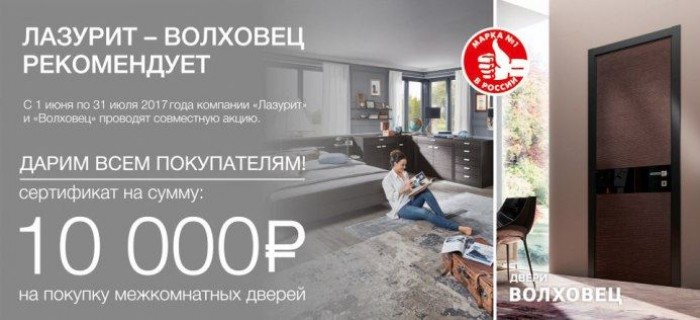 ЛАЗУРИТ – ВОЛХОВЕЦ
РЕКОМЕНДУЕТ
С 1 июня по 31 июля 2017 года компании «Лазурит»
и «Волховец» проводят совместную акцию.
ДАРИМ ВСЕМ ПОКУПАТЕЛЯМ!
сертификат на сумму:
10 000₽
на покупку межкомнатных дверей
МАРКА №1
В РОССИИ
ДВЕРИ
ВОЛХОВЕЦ